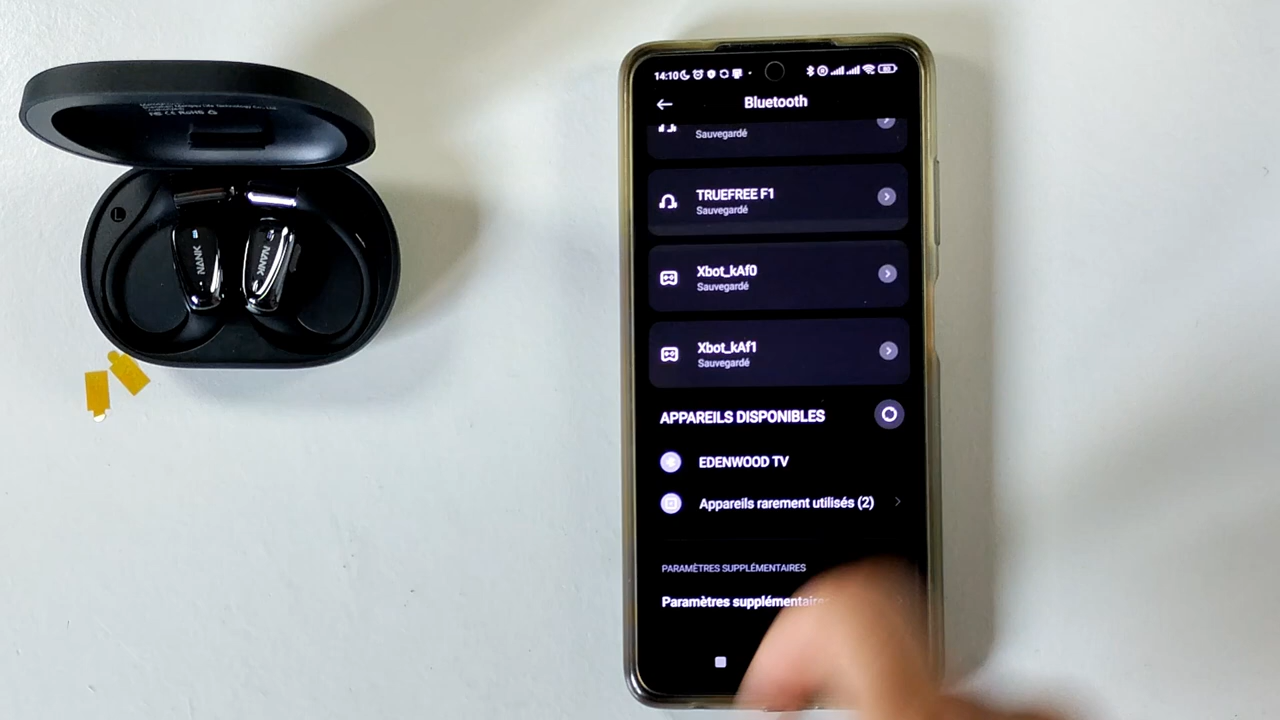 14:10
80
Bluetooth
Sauvegardé
TRUEFREE F1
Sauvegardé
Xbot_kAf0
Sauvegardé
Xbot_kAf1
Sauvegardé
APPAREILS DISPONIBLES
EDENWOOD TV
Appareils rarement utilisés (2)
PARAMÈTRES SUPPLÉMENTAIRES
Paramètres supplémentaires
L
NANK
NANK